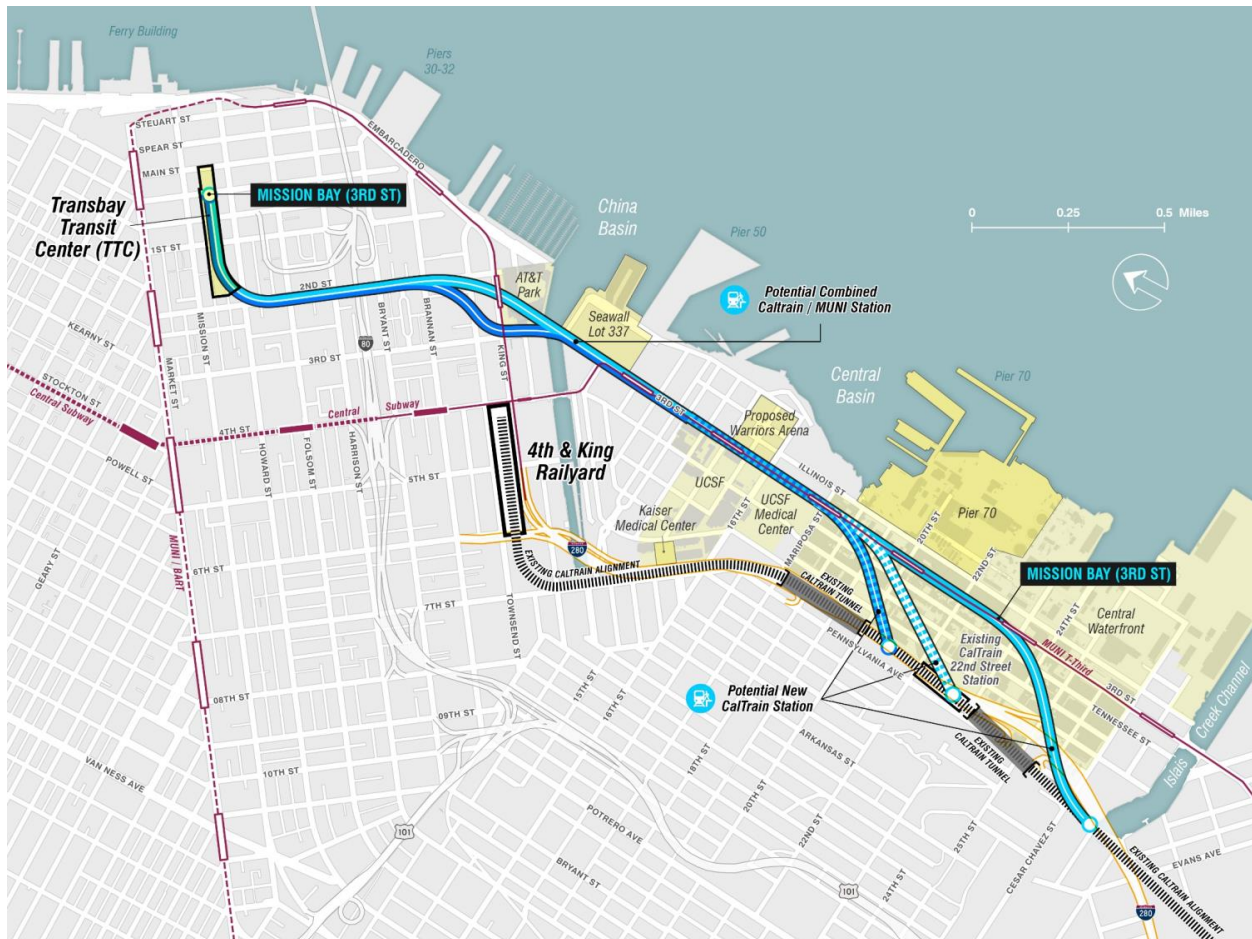 Ferry Building
Piers
30-32
STEUART ST
SPEAR ST
MAIN ST
EMBARCADERO
MISSION BAY (3RD ST)
Transbay
Transit
Center (TTC)
1ST ST
2ND ST
China
Basin
Pier 50
0
0.25
0.5 Miles
AT&T
Park
Seawall
Lot 337
Potential Combined
Caltrain / MUNI Station
KEARNY ST
MISSION ST
MARKET ST
3RD ST
80
BRYANT ST
BRANNAN ST
KING ST
STOCKTON ST
Central Subway
4TH ST
Central
Subway
POWELL ST
HOWARD ST
FOLSOM ST
HARRISON ST
5TH ST
4th & King
Railyard
3RD ST
Central
Basin
Pier 70
Proposed
Warriors Arena
ILLINOIS ST
UCSF
UCSF
Medical
Center
Kaiser
Medical Center
16TH ST
MARIPOSA ST
20TH ST
Pier 70
22ND ST
MISSION BAY (3RD ST)
GEARY ST
MUNI / BART
6TH ST
280
EXISTING CALTRAIN ALIGNMENT
EXISTING
CALTRAIN TUNNEL
7TH ST
TOWNSEND ST
PENNSYLVANIA AVE
Existing
CalTrain
22nd Street
Station
24TH ST
Central
Waterfront
MUNI T-Third
3RD ST
TENNESSEE ST
Islais
Creek Channel
Potential New
CalTrain Station
08TH ST
09TH ST
10TH ST
15TH ST
16TH ST
18TH ST
20TH ST
22ND ST
24TH ST
25TH ST
ARKANSAS ST
EXISTING
CALTRAIN TUNNEL
CESAR CHAVEZ ST
EVANS AVE
VAN NESS AVE
POTRERO AVE
BRYANT ST
101
101
EXISTING CALTRAIN ALIGNMENT
280